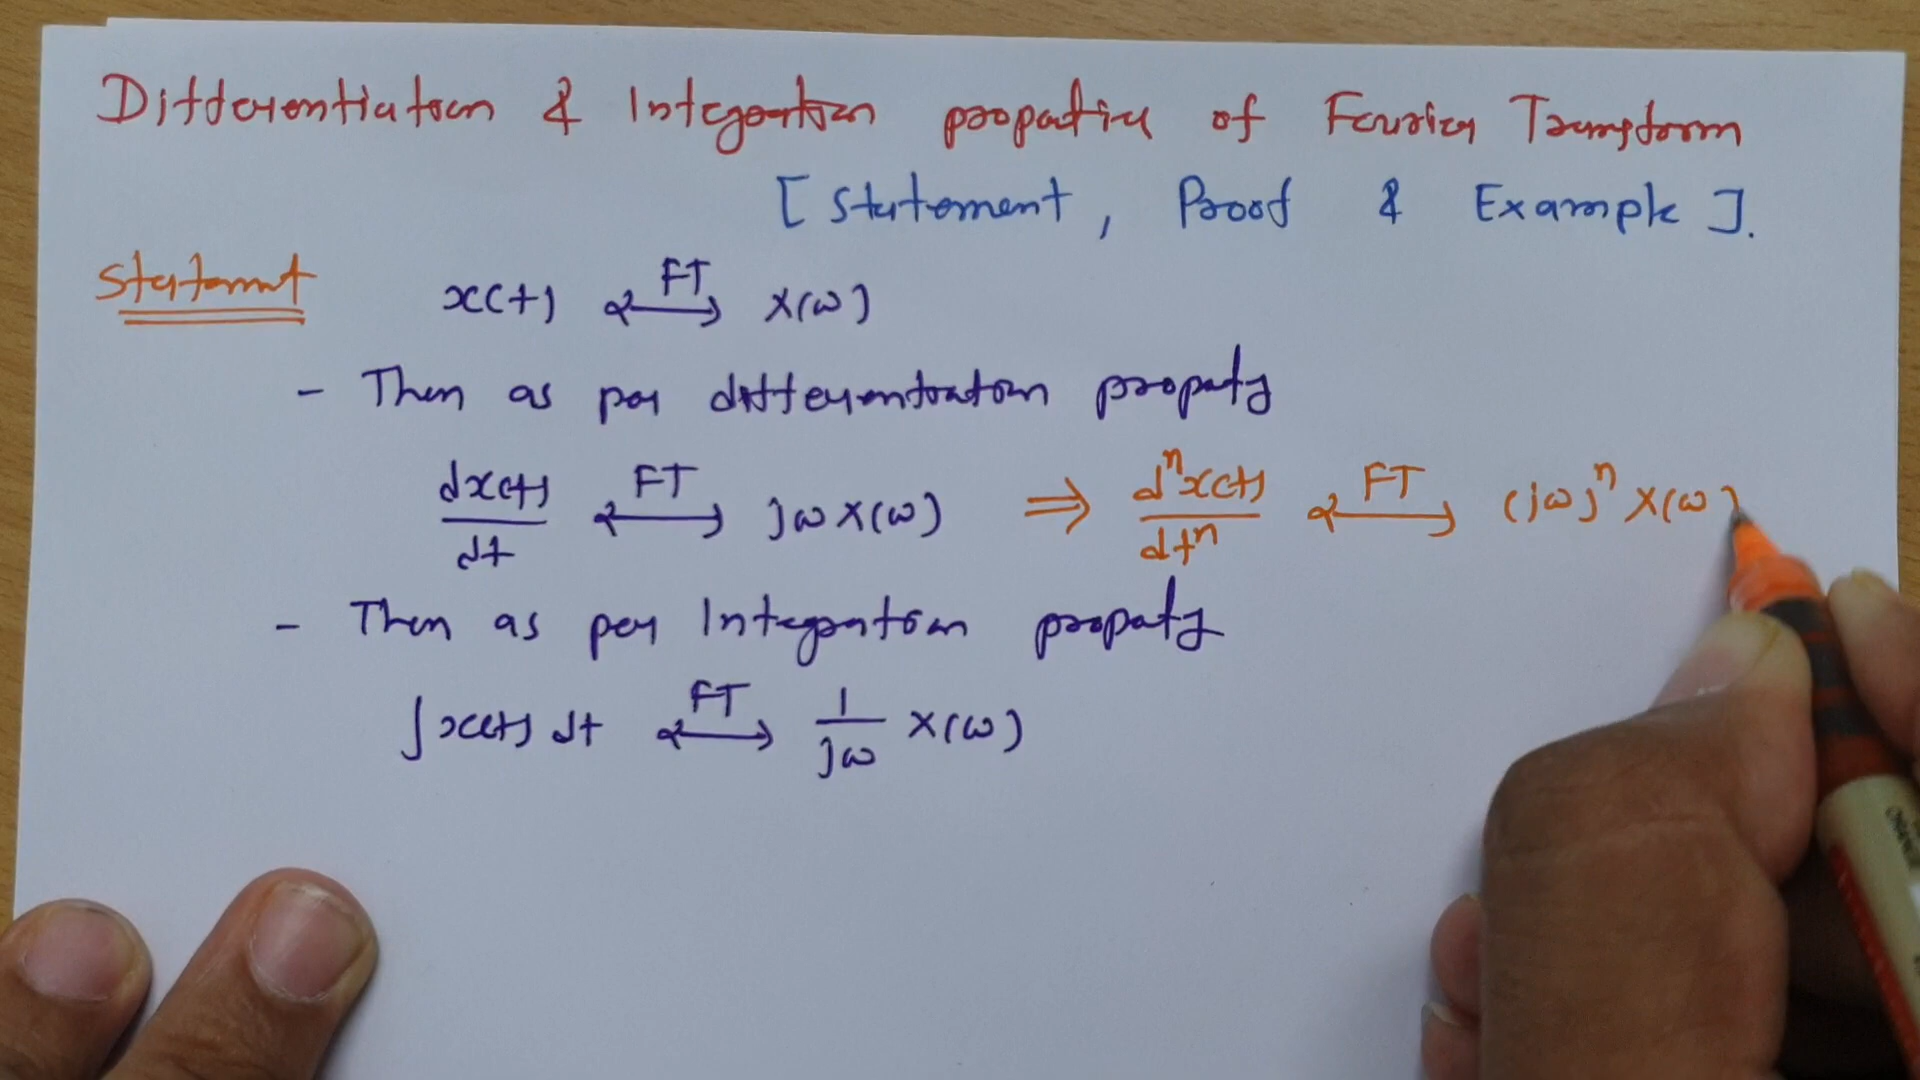 Differentiation & Integration properties of Fourier Transform
[Statement, Proof & Example].
Statement x(t) ←FT→ X(ω)
- Then as per differentiation property
dx(t)/dt ←FT→ jωX(ω) ⇒ dⁿx(t)/dtⁿ ←FT→ (jω)ⁿ X(ω)
- Then as per Integration property
∫x(t) dt ←FT→ 1/jω X(ω)